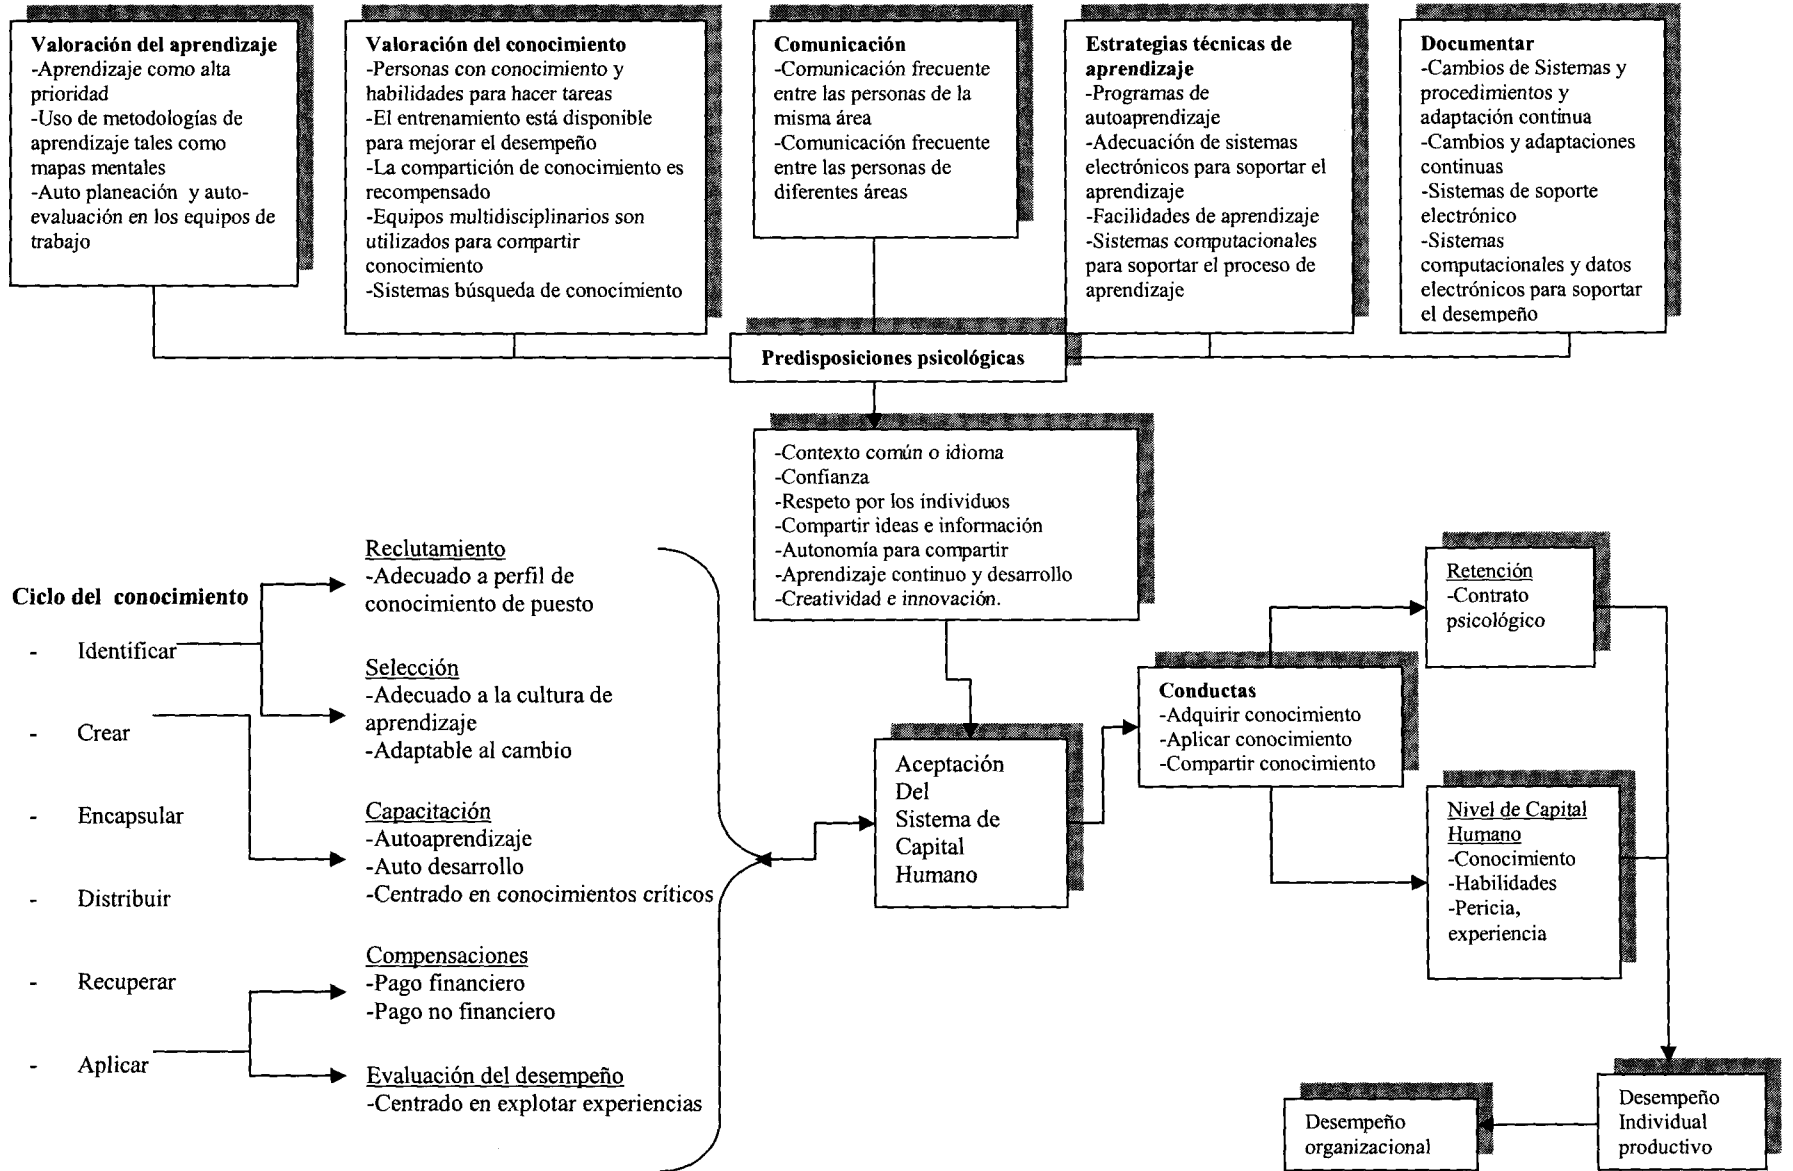 Valoración del aprendizaje
-Aprendizaje como alta
prioridad
-Uso de metodologías de
aprendizaje tales como
mapas mentales
-Auto planeación y auto-
evaluación en los equipos de
trabajo
Valoración del conocimiento
-Personas con conocimiento y
habilidades para hacer tareas
-El entrenamiento está disponible
para mejorar el desempeño
-La compartición de conocimiento es
recompensado
-Equipos multidisciplinarios son
utilizados para compartir
conocimiento
-Sistemas búsqueda de conocimiento
Comunicación
-Comunicación frecuente
entre las personas de la
misma área
-Comunicación frecuente
entre las personas de
diferentes áreas
Estrategias técnicas de
aprendizaje
-Programas de
autoaprendizaje
-Adecuación de sistemas
electrónicos para soportar el
aprendizaje
-Facilidades de aprendizaje
-Sistemas computacionales
para soportar el proceso de
aprendizaje
Documentar
-Cambios de Sistemas y
procedimientos y
adaptación continua
-Cambios y adaptaciones
continuas
-Sistemas de soporte
electrónico
-Sistemas
computacionales y datos
electrónicos para soportar
el desempeño
Predisposiciones psicológicas
-Contexto común o idioma
-Confianza
-Respeto por los individuos
-Compartir ideas e información
-Autonomía para compartir
-Aprendizaje continuo y desarrollo
-Creatividad e innovación.
Ciclo del conocimiento
- Identificar
- Crear
- Encapsular
- Distribuir
- Recuperar
- Aplicar
Reclutamiento
-Adecuado a perfil de
conocimiento de puesto
Selección
-Adecuado a la cultura de
aprendizaje
-Adaptable al cambio
Capacitación
-Autoaprendizaje
-Auto desarrollo
-Centrado en conocimientos críticos
Compensaciones
-Pago financiero
-Pago no financiero
Evaluación del desempeño
-Centrado en explotar experiencias
Aceptación
Del
Sistema de
Capital
Humano
Conductas
-Adquirir conocimiento
-Aplicar conocimiento
-Compartir conocimiento
Retención
-Contrato
psicológico
Nivel de Capital
Humano
-Conocimiento
-Habilidades
-Pericia,
experiencia
Desempeño
Individual
productivo
Desempeño
organizacional